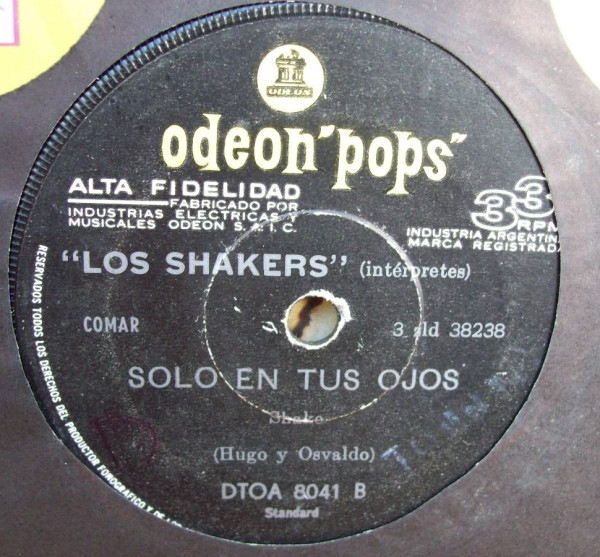 ODEON
odeon "pops"
ALTA FIDELIDAD
FABRICADO POR
INDUSTRIAS ELECTRICAS Y
MUSICALES ODEON S.A.I.C.
33
RPM
INDUSTRIA ARGENTINA
MARCA REGISTRADA
"LOS SHAKERS" (intérpretes)
COMAR
3 ald 38238
SOLO EN TUS OJOS
Shake
(Hugo y Osvaldo)
DTOA 8041 B
Standard
RESERVADOS TODOS LOS DERECHOS DEL PRODUCTOR FONOGRAFICO Y DE